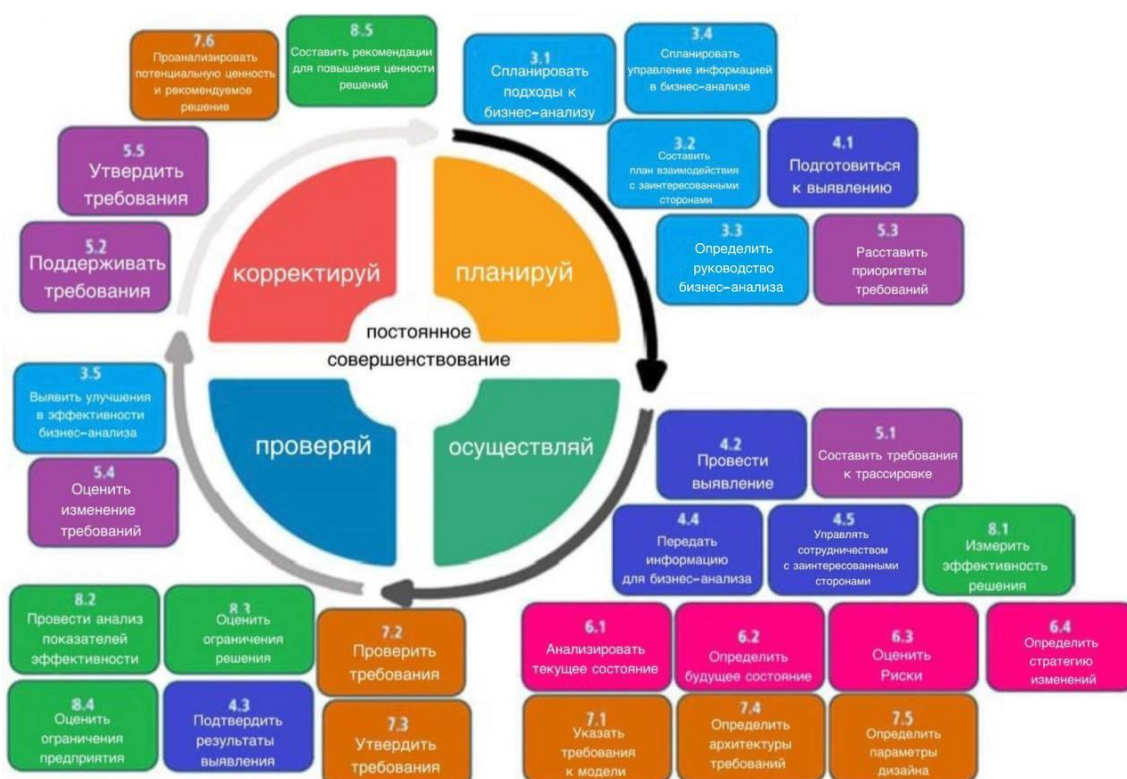 7.6
Проанализировать
потенциальную ценность
и рекомендуемое
решение
8.5
Составить рекомендации
для повышения ценности
решений
3.1
Спланировать
подходы к
бизнес-анализу
3.4
Спланировать
управление информацией
в бизнес-анализе
5.5
Утвердить
требования
3.2
Составить
план взаимодействия
с заинтересованными
сторонами
4.1
Подготовиться
к выявлению
5.2
Поддерживать
требования
3.3
Определить
руководство
бизнес-анализа
5.3
Расставить
приоритеты
требований
корректируй
планируй
постоянное
совершенствование
проверяй
осуществляй
3.5
Выявить улучшения
в эффективности
бизнес-анализа
5.4
Оценить
изменение
требований
4.2
Провести
выявление
5.1
Составить требования
к трассировке
4.4
Передать
информацию
для бизнес-анализа
4.5
Управлять
сотрудничеством
с заинтересованными
сторонами
8.1
Измерить
эффективность
решения
8.2
Провести анализ
показателей
эффективности
8.3
Оценить
ограничения
решения
7.2
Проверить
требования
6.1
Анализировать
текущее состояние
6.2
Определить
будущее состояние
6.3
Оценить
Риски
6.4
Определить
стратегию
изменений
8.4
Оценить
ограничения
предприятия
4.3
Подтвердить
результаты
выявления
7.3
Утвердить
требования
7.1
Указать
требования
к модели
7.4
Определить
архитектуры
требований
7.5
Определить
параметры
дизайна